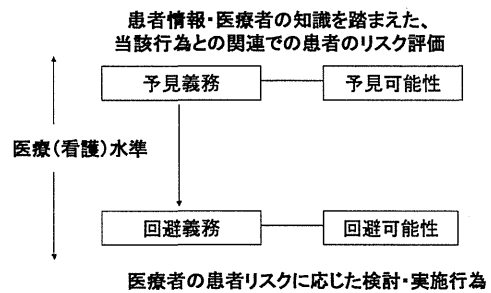 患者情報・医療者の知識を踏まえた、
当該行為との関連での患者のリスク評価
予見義務
予見可能性
医療(看護)水準
回避義務
回避可能性
医療者の患者リスクに応じた検討・実施行為